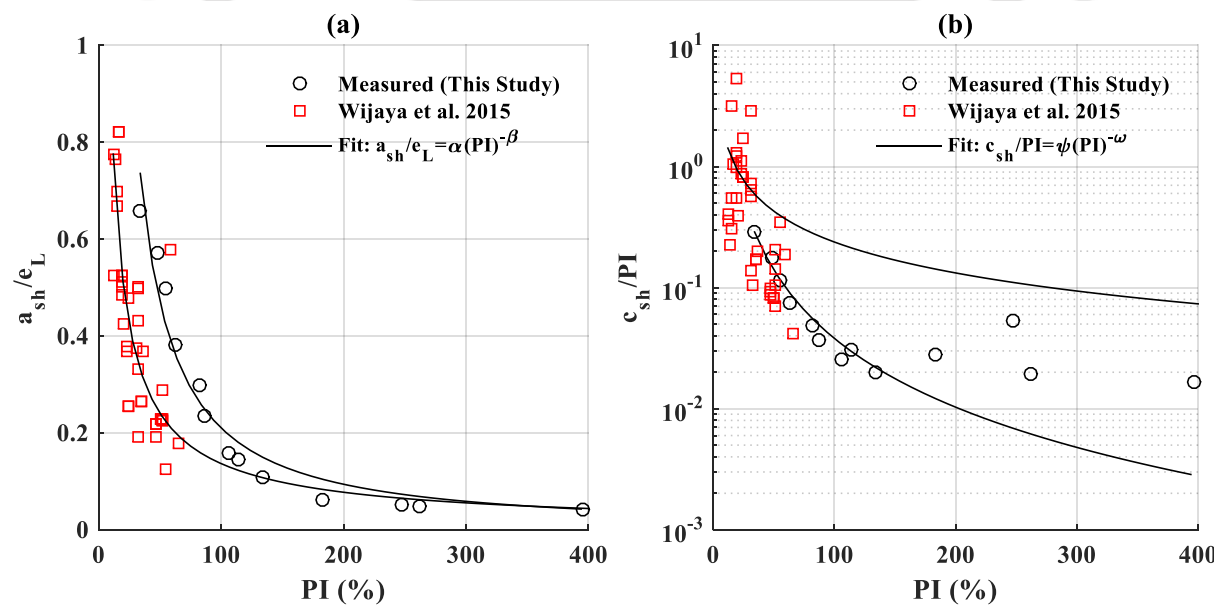 (a)
1
0.8
0.6
0.4
0.2
0
0
100
200
300
400
a_sh/e_L
PI (%)
Measured (This Study)
Wijaya et al. 2015
Fit: a_sh/e_L=α(PI)^-β
(b)
10^1
10^0
10^-1
10^-2
10^-3
0
100
200
300
400
c_sh/PI
PI (%)
Measured (This Study)
Wijaya et al. 2015
Fit: c_sh/PI=ψ(PI)^-ω